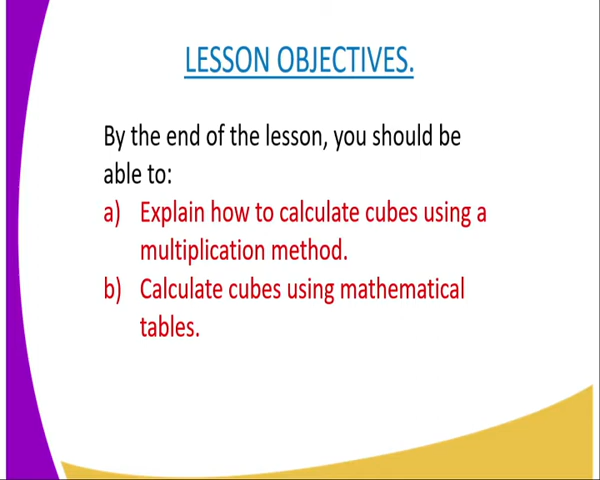 LESSON OBJECTIVES.
By the end of the lesson, you should be
able to:
a) Explain how to calculate cubes using a
multiplication method.
b) Calculate cubes using mathematical
tables.